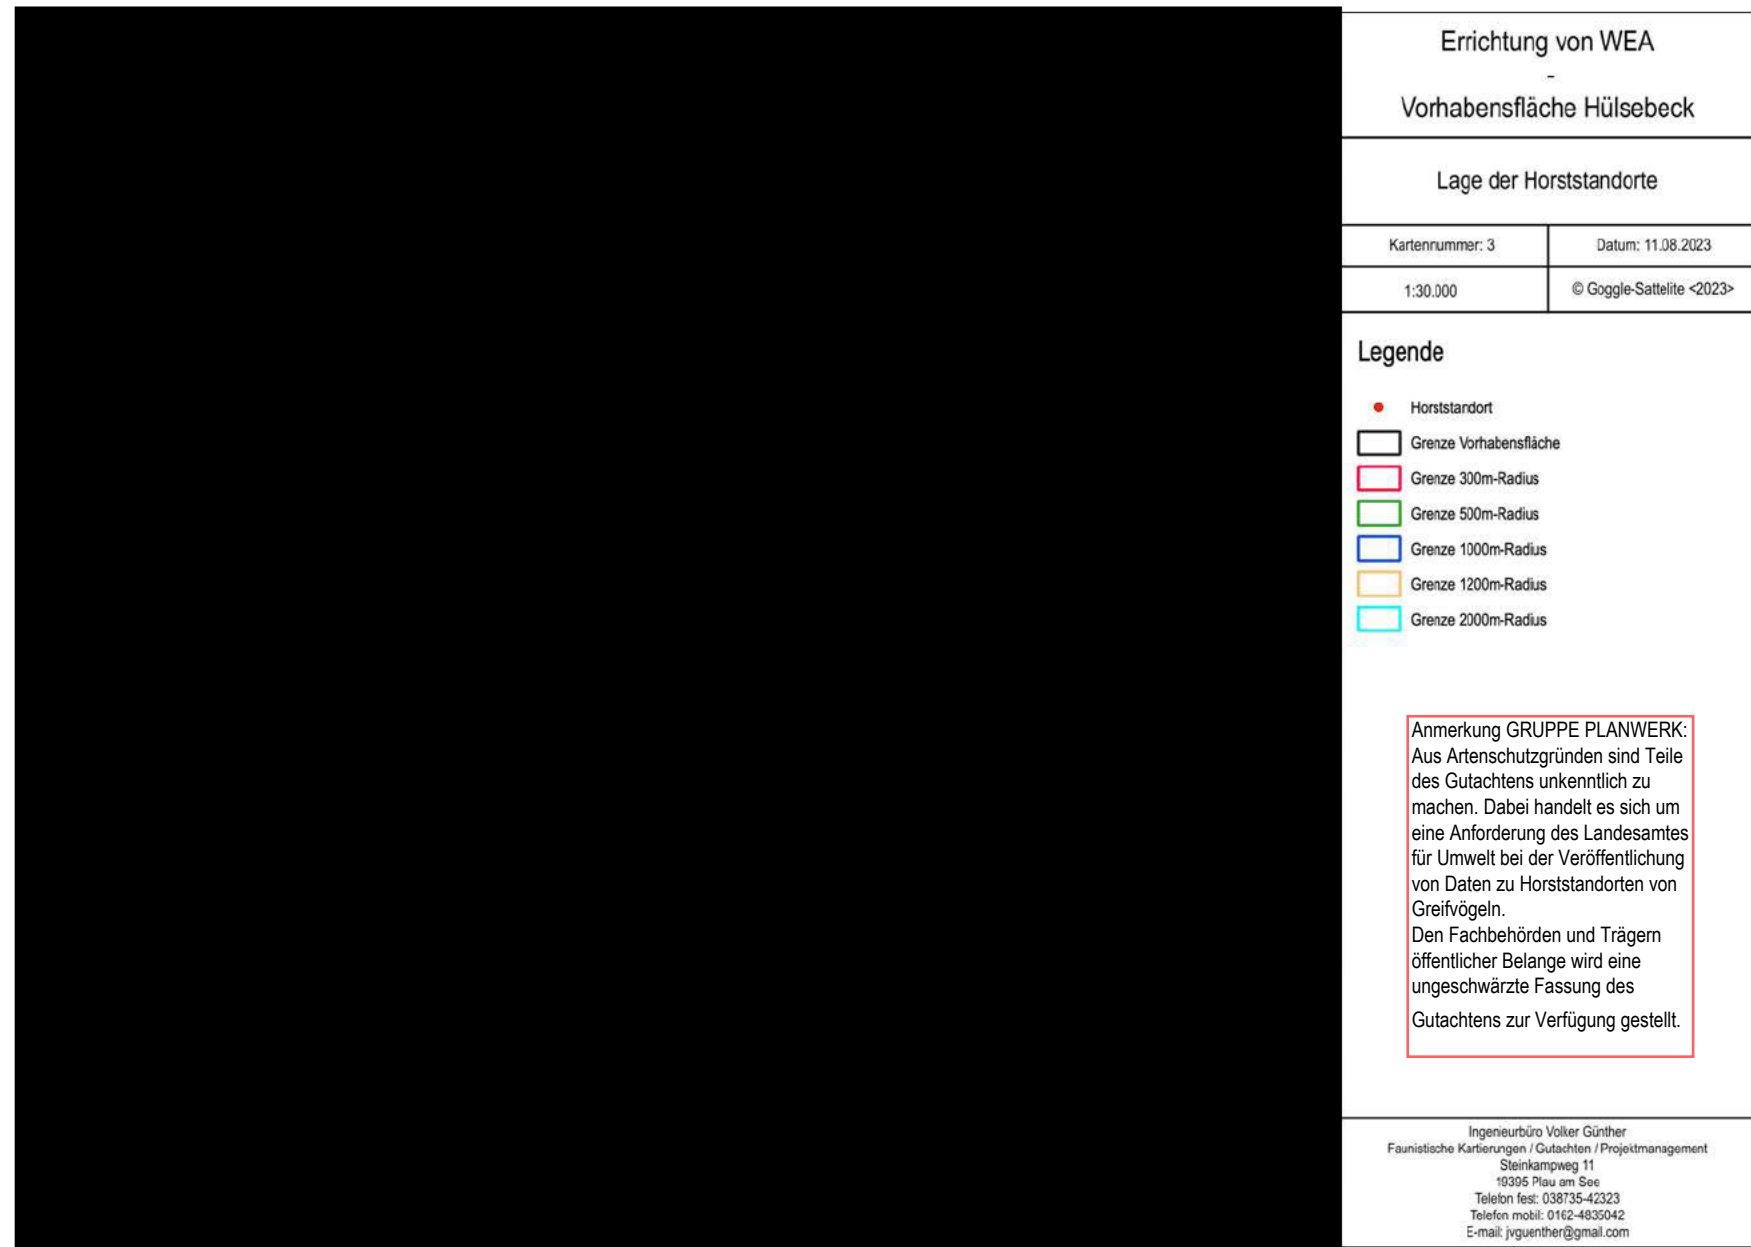 Errichtung von WEA
-
Vorhabensfläche Hülsebeck
Lage der Horststandorte
Kartennummer: 3
Datum: 11.08.2023
1:30.000
© Goggle-Sattelite <2023>
Legende
Horststandort
Grenze Vorhabensfläche
Grenze 300m-Radius
Grenze 500m-Radius
Grenze 1000m-Radius
Grenze 1200m-Radius
Grenze 2000m-Radius
Anmerkung GRUPPE PLANWERK:
Aus Artenschutzgründen sind Teile
des Gutachtens unkenntlich zu
machen. Dabei handelt es sich um
eine Anforderung des Landesamtes
für Umwelt bei der Veröffentlichung
von Daten zu Horststandorten von
Greifvögeln.
Den Fachbehörden und Trägern
öffentlicher Belange wird eine
ungeschwärzte Fassung des
Gutachtens zur Verfügung gestellt.
Ingenieurbüro Volker Günther
Faunistische Kartierungen / Gutachten / Projektmanagement
Steinkampweg 11
19395 Plau am See
Telefon fest: 038735-42323
Telefon mobil: 0162-4835042
E-mail: jvguenther@gmail.com